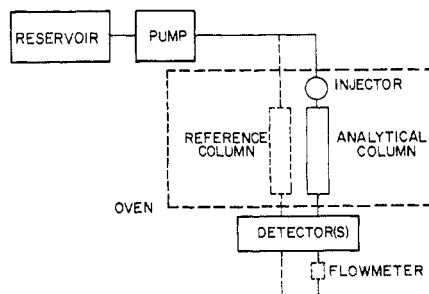 RESERVOIR
PUMP
INJECTOR
REFERENCE
COLUMN
ANALYTICAL
COLUMN
OVEN
DETECTOR(S)
FLOWMETER